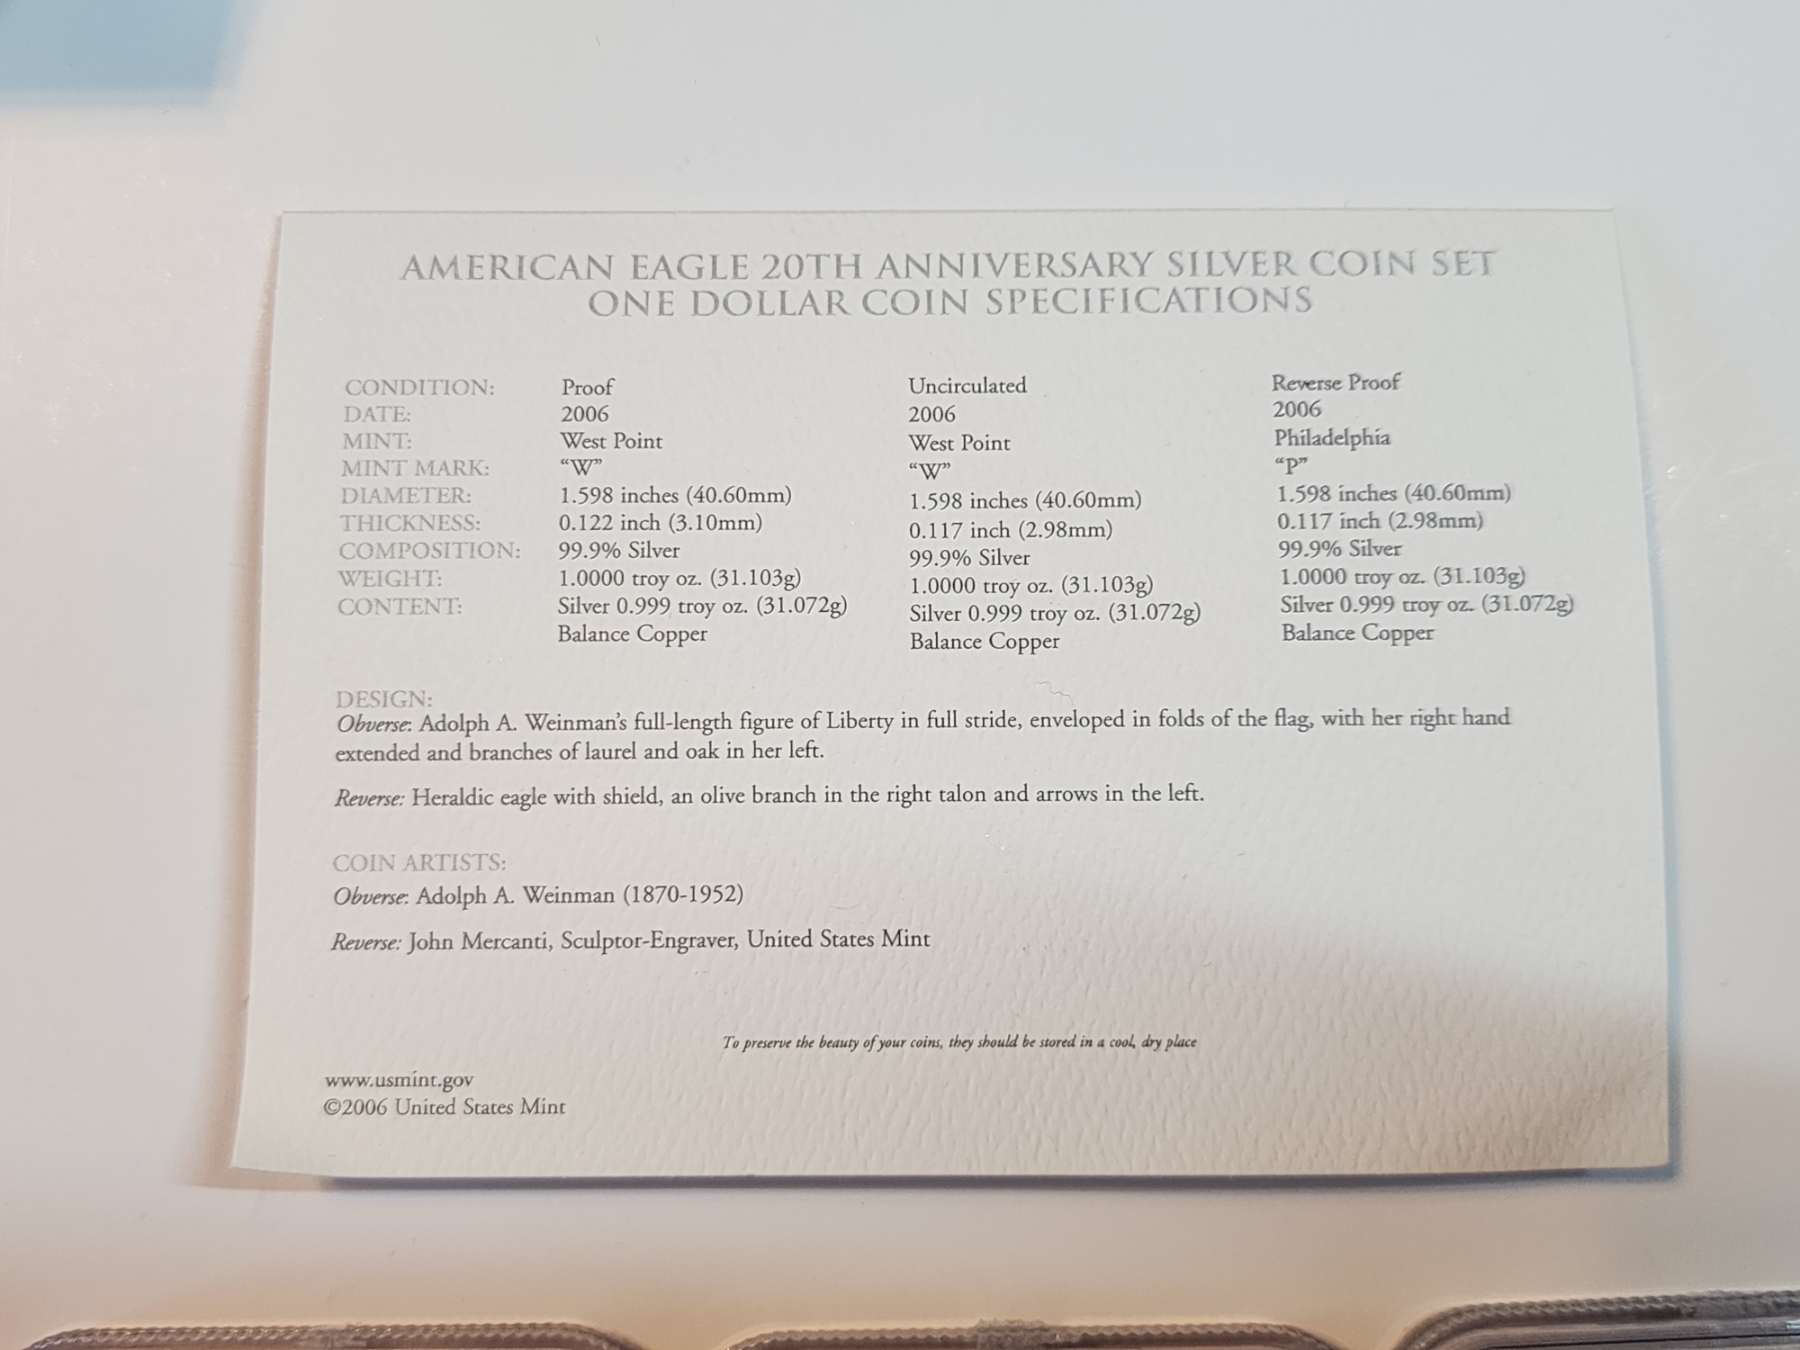 AMERICAN EAGLE 20TH ANNIVERSARY SILVER COIN SET
ONE DOLLAR COIN SPECIFICATIONS
CONDITION: Proof Uncirculated Reverse Proof
DATE: 2006 2006 2006
MINT: West Point West Point Philadelphia
MINT MARK: “W” “W” “P”
DIAMETER: 1.598 inches (40.60mm) 1.598 inches (40.60mm) 1.598 inches (40.60mm)
THICKNESS: 0.122 inch (3.10mm) 0.117 inch (2.98mm) 0.117 inch (2.98mm)
COMPOSITION: 99.9% Silver 99.9% Silver 99.9% Silver
WEIGHT: 1.0000 troy oz. (31.103g) 1.0000 troy oz. (31.103g) 1.0000 troy oz. (31.103g)
CONTENT: Silver 0.999 troy oz. (31.072g) Silver 0.999 troy oz. (31.072g) Silver 0.999 troy oz. (31.072g)
Balance Copper Balance Copper Balance Copper
DESIGN:
Obverse: Adolph A. Weinman’s full-length figure of Liberty in full stride, enveloped in folds of the flag, with her right hand
extended and branches of laurel and oak in her left.
Reverse: Heraldic eagle with shield, an olive branch in the right talon and arrows in the left.
COIN ARTISTS:
Obverse: Adolph A. Weinman (1870-1952)
Reverse: John Mercanti, Sculptor-Engraver, United States Mint
To preserve the beauty of your coins, they should be stored in a cool, dry place
www.usmint.gov
©2006 United States Mint